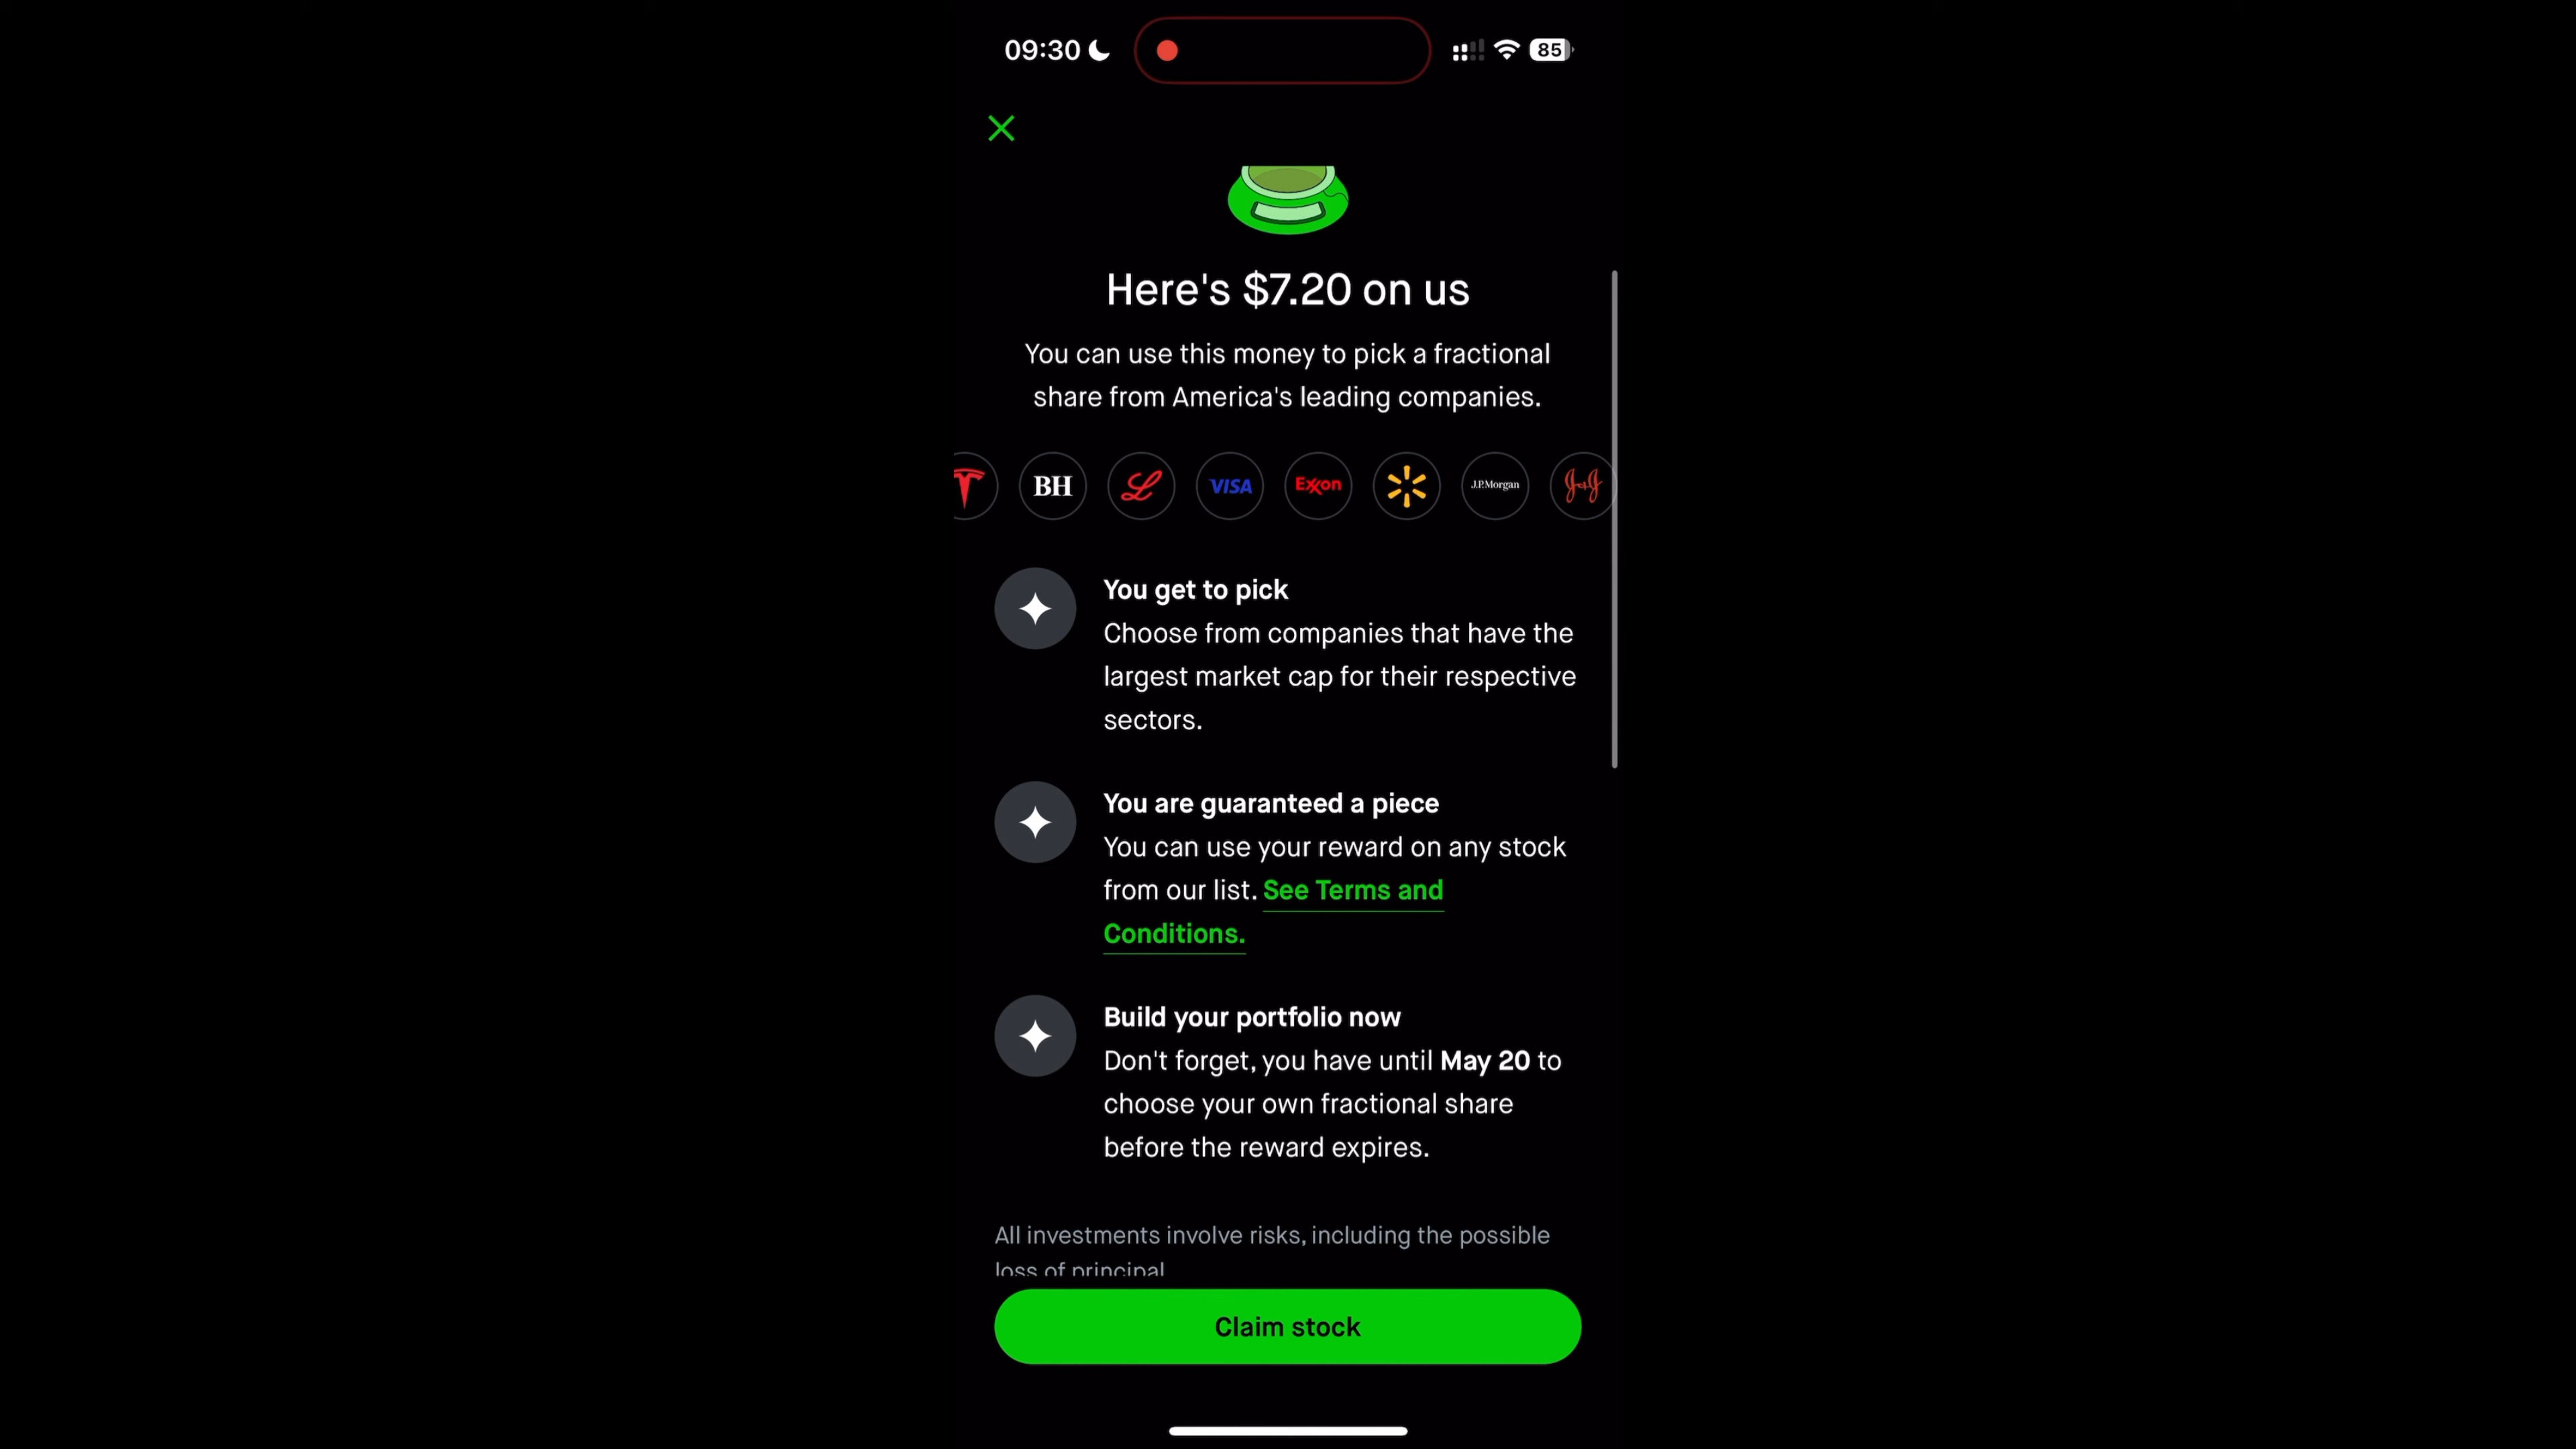 09:30
85
Here's $7.20 on us
You can use this money to pick a fractional
share from America's leading companies.
BH
L
VISA
Exxon
J.P.Morgan
J&J
You get to pick
Choose from companies that have the
largest market cap for their respective
sectors.
You are guaranteed a piece
You can use your reward on any stock
from our list. See Terms and
Conditions.
Build your portfolio now
Don't forget, you have until May 20 to
choose your own fractional share
before the reward expires.
All investments involve risks, including the possible
loss of principal
Claim stock